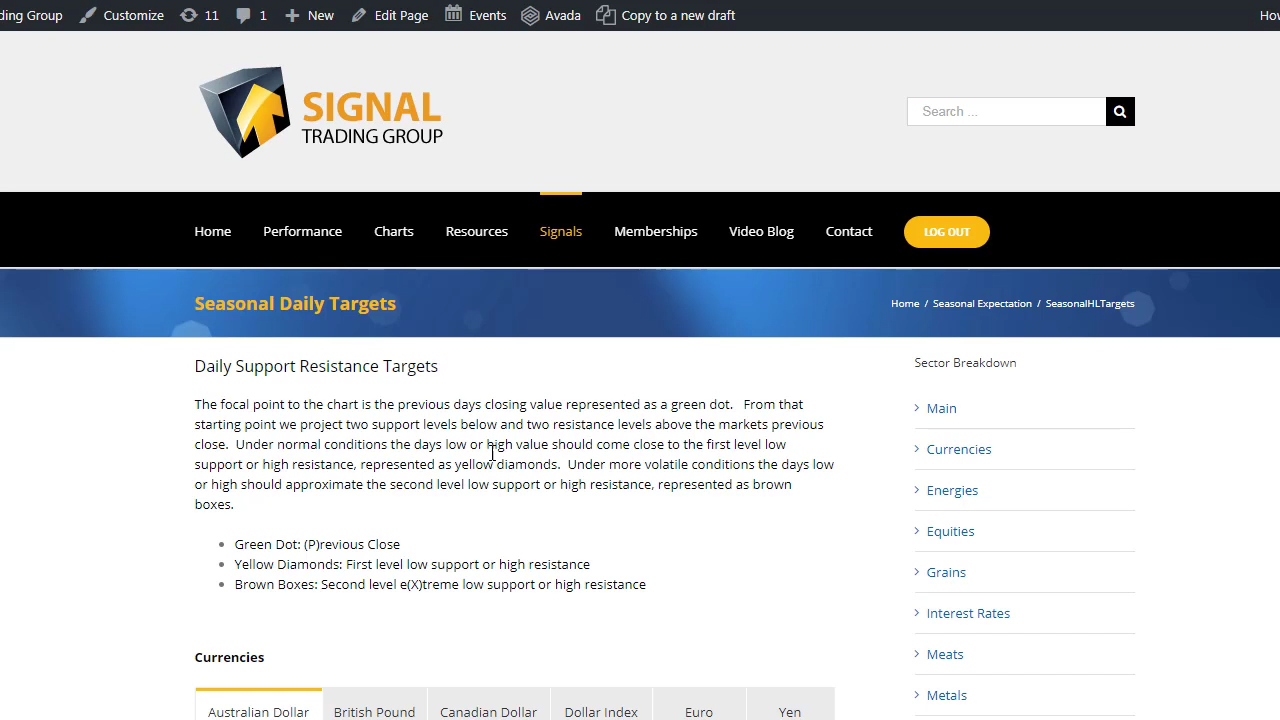 ding Group Customize 11 1 New Edit Page Events Avada Copy to a new draft How
SIGNAL
TRADING GROUP
Search ...
Home Performance Charts Resources Signals Memberships Video Blog Contact LOG OUT
Seasonal Daily Targets
Home / Seasonal Expectation / SeasonalHLTargets
Daily Support Resistance Targets
The focal point to the chart is the previous days closing value represented as a green dot.   From that
starting point we project two support levels below and two resistance levels above the markets previous
close.  Under normal conditions the days low or high value should come close to the first level low
support or high resistance, represented as yellow diamonds.  Under more volatile conditions the days low
or high should approximate the second level low support or high resistance, represented as brown
boxes.
Green Dot: (P)revious Close
Yellow Diamonds: First level low support or high resistance
Brown Boxes: Second level e(X)treme low support or high resistance
Currencies
Australian Dollar British Pound Canadian Dollar Dollar Index Euro Yen
Sector Breakdown
Main
Currencies
Energies
Equities
Grains
Interest Rates
Meats
Metals